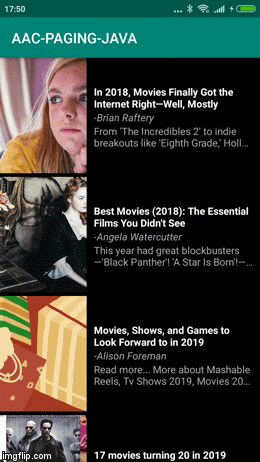 17:50
AAC-PAGING-JAVA
In 2018, Movies Finally Got the
Internet Right—Well, Mostly
-Brian Raftery
From 'The Incredibles 2' to indie
breakouts like 'Eighth Grade,' Holl…
Best Movies (2018): The Essential
Films You Didn't See
-Angela Watercutter
This year had great blockbusters
—'Black Panther'! 'A Star Is Born'!—…
Movies, Shows, and Games to
Look Forward to in 2019
-Alison Foreman
Read more... More about Mashable
Reels, Tv Shows 2019, Movies 20…
17 movies turning 20 in 2019
imgflip.com